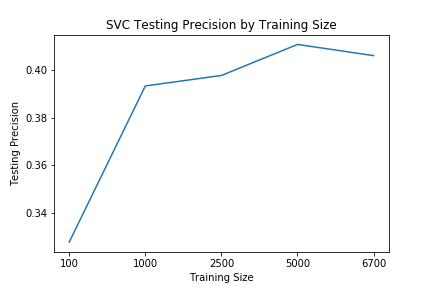 SVC Testing Precision by Training Size
0.40
0.38
0.36
0.34
Testing Precision
100 1000 2500 5000 6700
Training Size